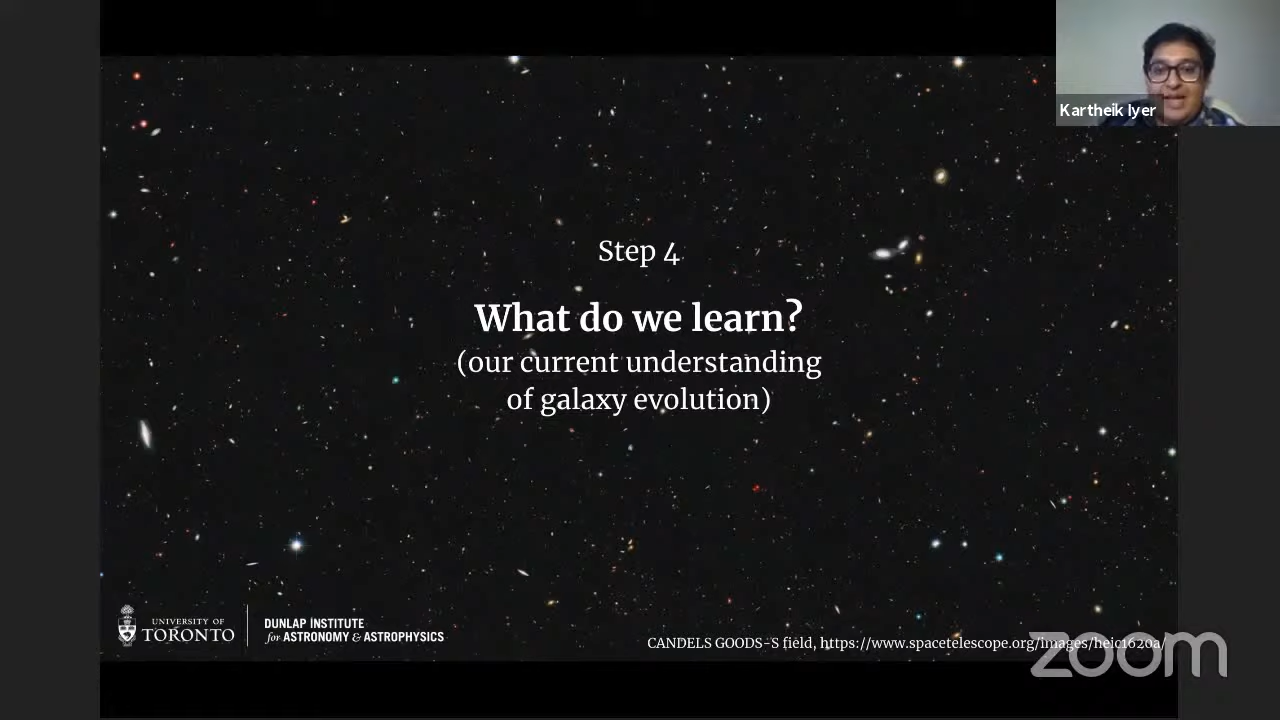 Kartheik Iyer
Step 4
What do we learn?
(our current understanding
of galaxy evolution)
UNIVERSITY OF
TORONTO
DUNLAP INSTITUTE
for ASTRONOMY & ASTROPHYSICS
CANDELS GOODS-S field, https://www.spacetelescope.org/images/heic1620a/
zoom